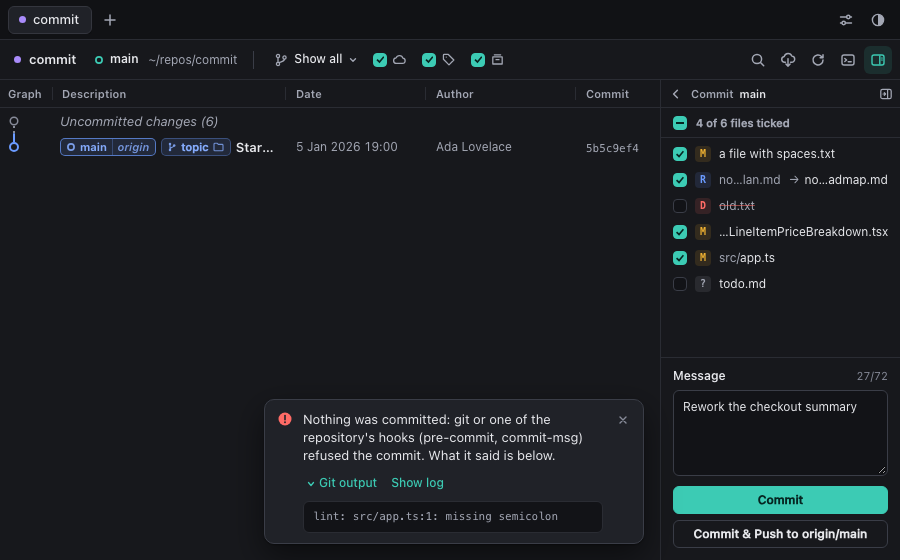 commit
commit main ~/repos/commit Show all
Graph Description Date Author Commit
Uncommitted changes (6)
main origin topic Star... 5 Jan 2026 19:00 Ada Lovelace 5b5c9ef4
Commit main
4 of 6 files ticked
M a file with spaces.txt
R no...lan.md → no...admap.md
D old.txt
M ...LineItemPriceBreakdown.tsx
M src/app.ts
? todo.md
Message 27/72
Rework the checkout summary
Commit
Commit & Push to origin/main
Nothing was committed: git or one of the
repository's hooks (pre-commit, commit-msg)
refused the commit. What it said is below.
Git output Show log
lint: src/app.ts:1: missing semicolon